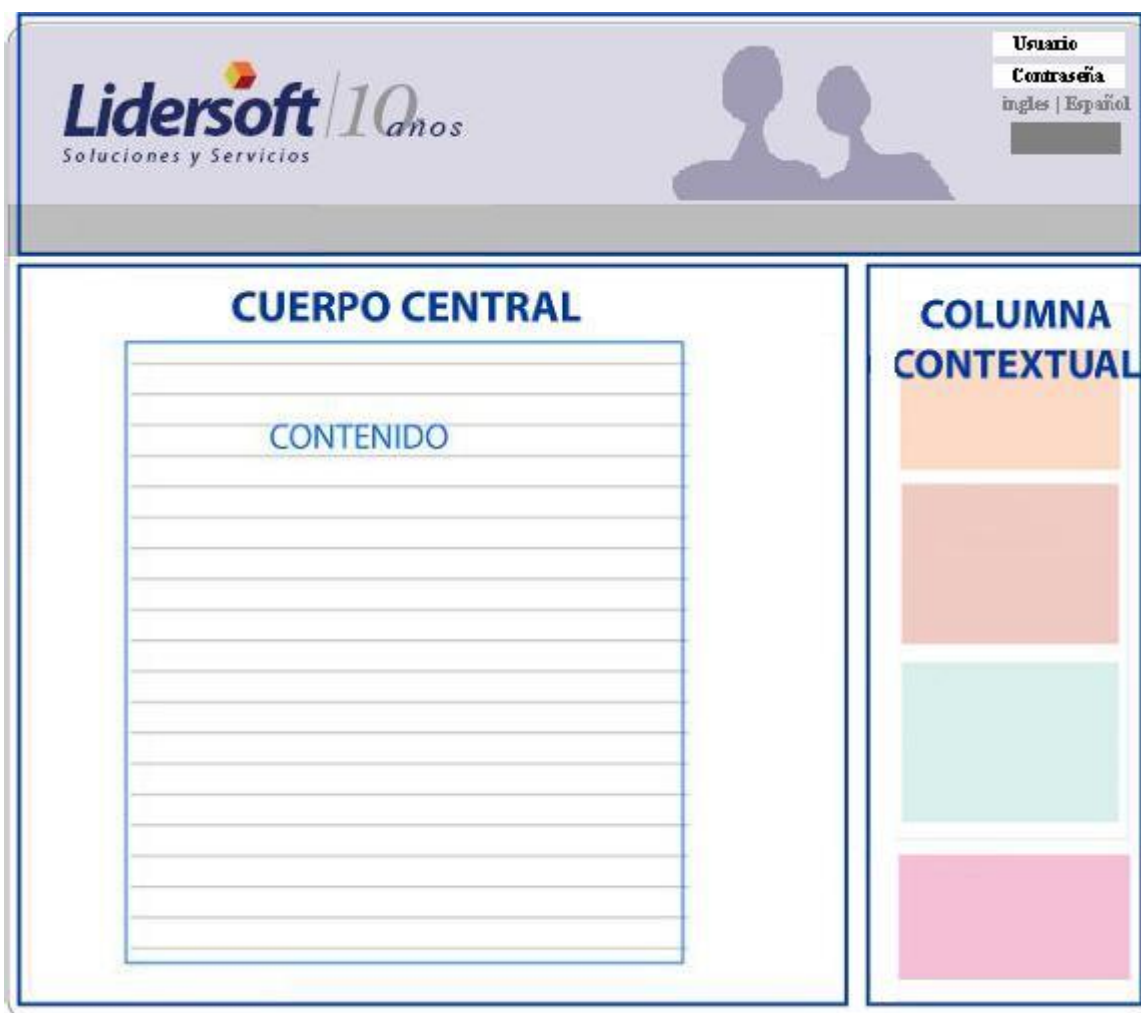 Lidersoft 10 años
Soluciones y Servicios
Usuario
Contraseña
ingles | Español
CUERPO CENTRAL
CONTENIDO
COLUMNA
CONTEXTUAL